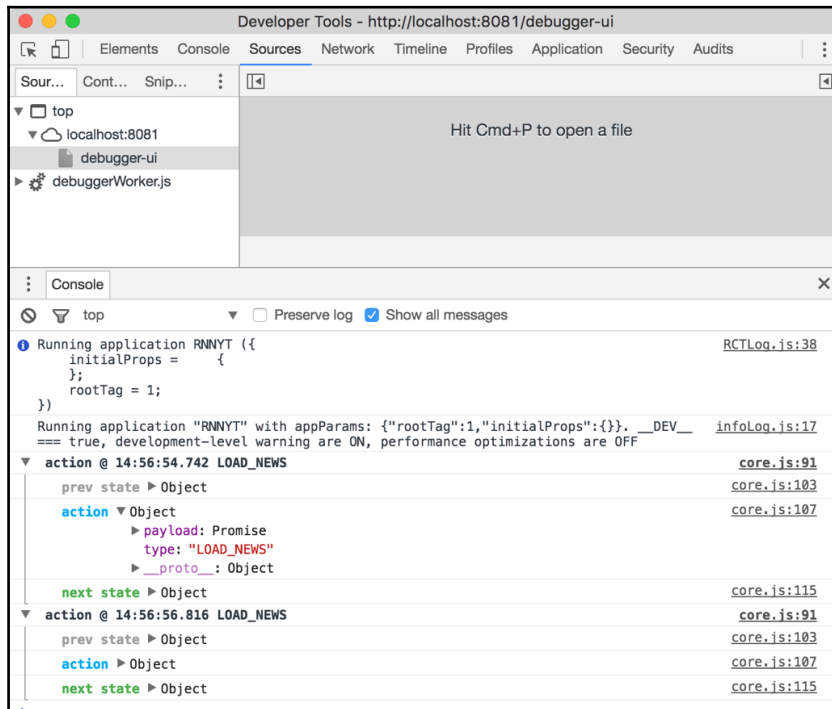 Developer Tools - http://localhost:8081/debugger-ui
Elements Console Sources Network Timeline Profiles Application Security Audits
Sour... Cont... Snip...
top
Hit Cmd+P to open a file
localhost:8081
debugger-ui
debuggerWorker.js
Console
top Preserve log Show all messages
Running application RNNYT ({ RCTLog.js:38
initialProps = {
};
rootTag = 1;
})
Running application "RNNYT" with appParams: {"rootTag":1,"initialProps":{}}. __DEV__ infoLog.js:17
=== true, development-level warning are ON, performance optimizations are OFF
action @ 14:56:54.742 LOAD_NEWS core.js:91
prev state Object core.js:103
action Object core.js:107
payload: Promise
type: "LOAD_NEWS"
__proto__: Object
next state Object core.js:115
action @ 14:56:56.816 LOAD_NEWS core.js:91
prev state Object core.js:103
action Object core.js:107
next state Object core.js:115